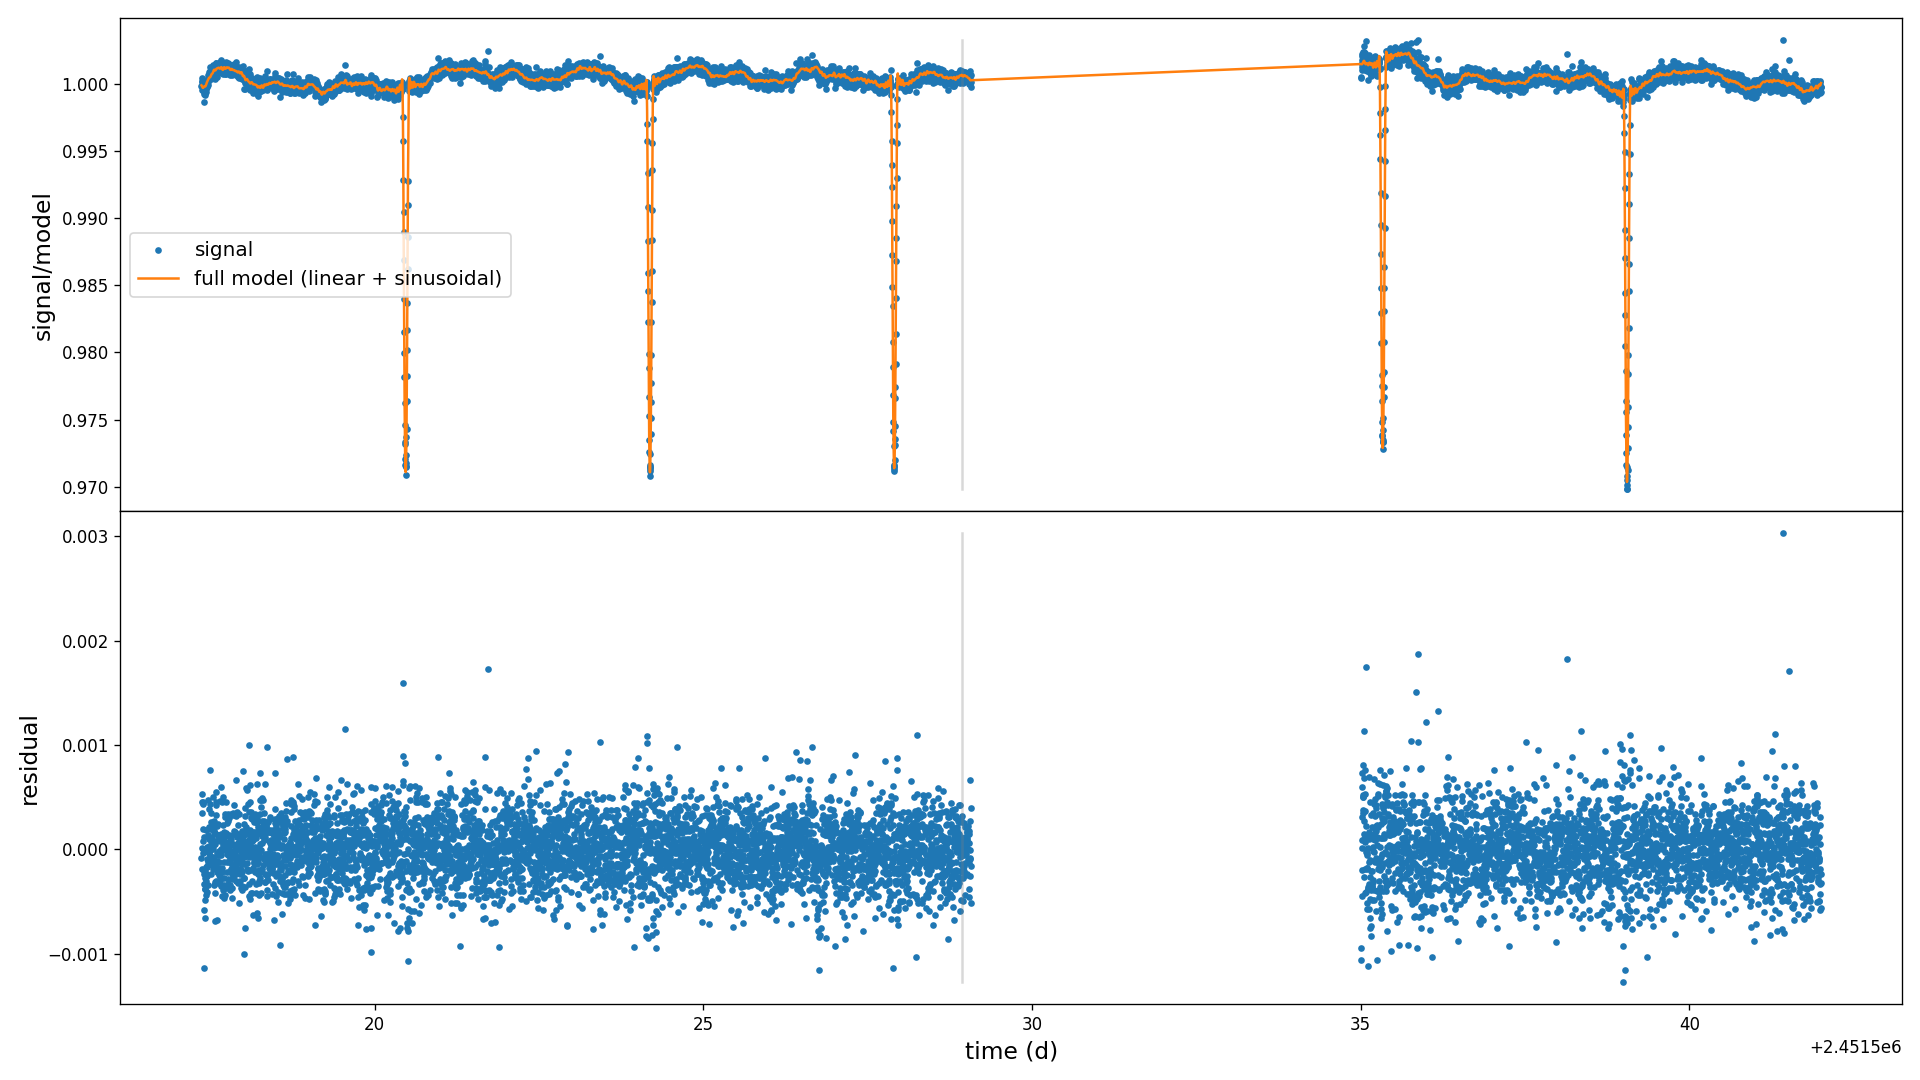 signal/model
1.000
0.995
0.990
0.985
0.980
0.975
0.970
signal
full model (linear + sinusoidal)
residual
0.003
0.002
0.001
0.000
−0.001
20
25
30
35
40
time (d)
+2.4515e6